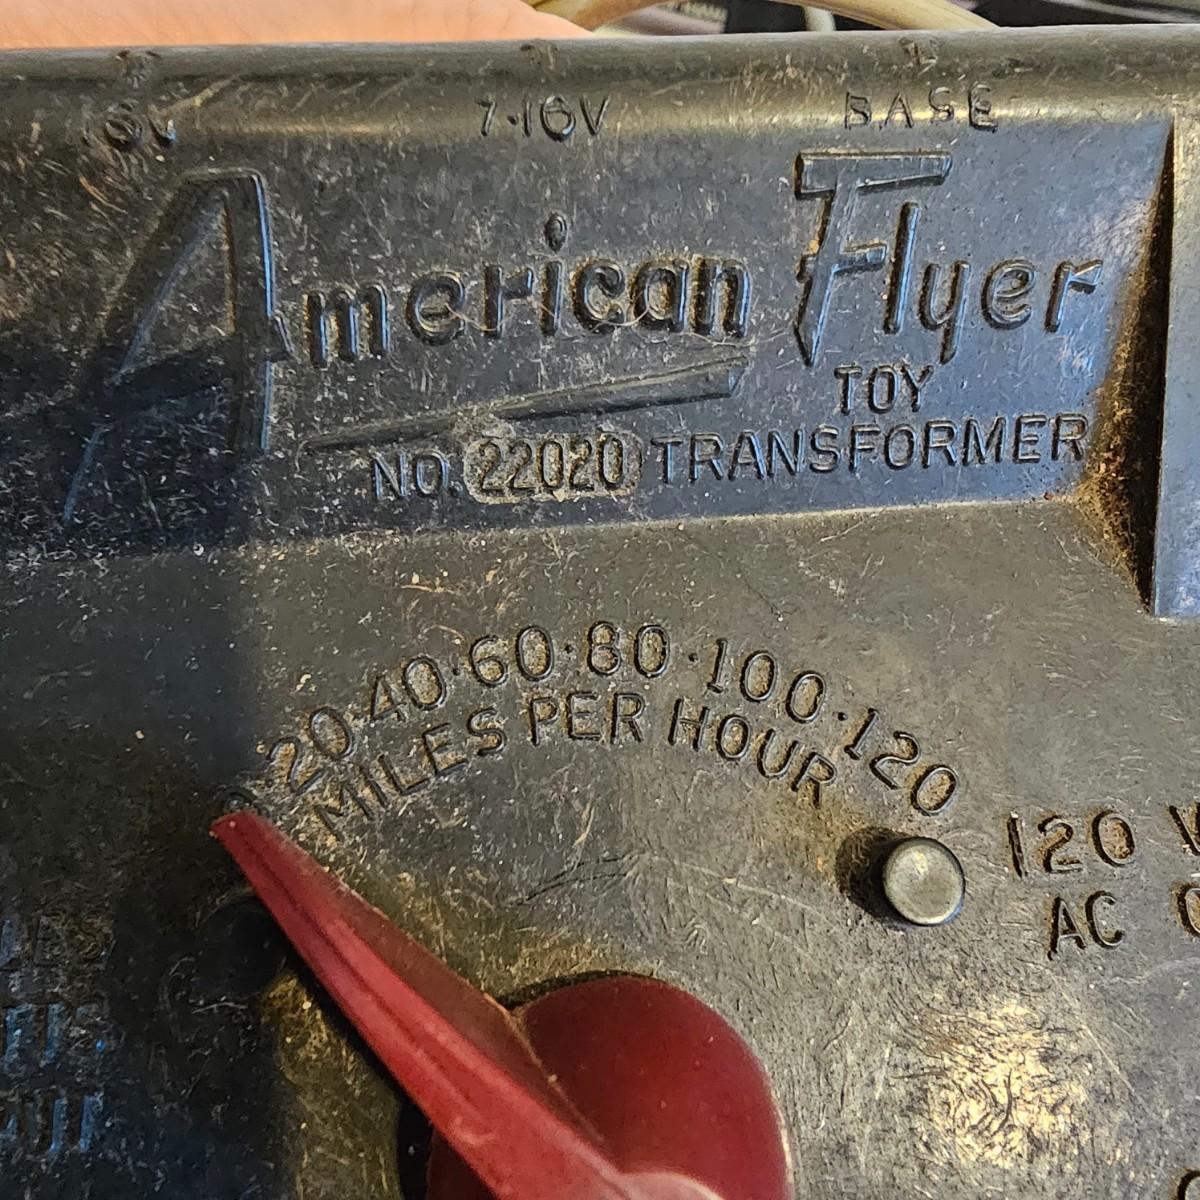 16V 7-16V BASE
American Flyer
TOY
NO. 22020 TRANSFORMER
20·40·60·80·100·120
MILES PER HOUR
120
AC